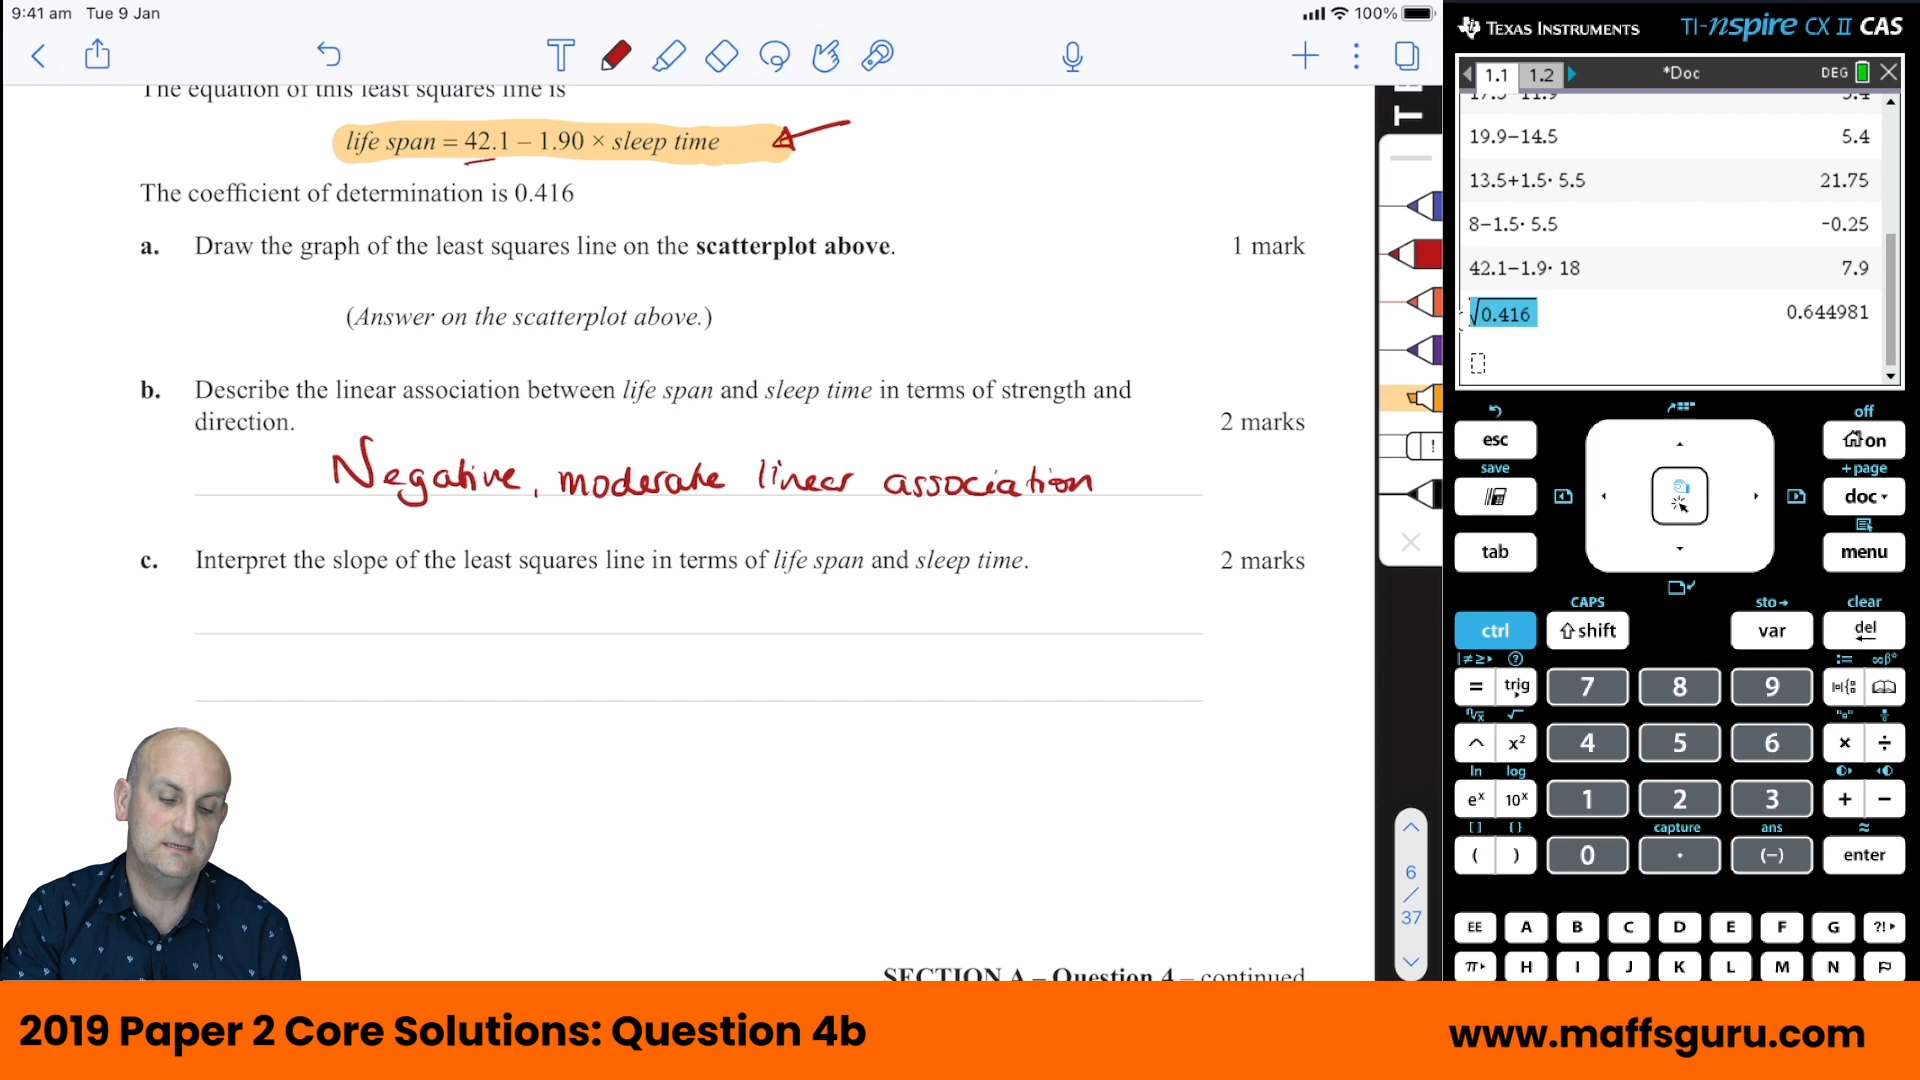 9:41 am Tue 9 Jan
100%
The equation of this least squares line is
life span = 42.1 – 1.90 × sleep time
The coefficient of determination is 0.416
a. Draw the graph of the least squares line on the scatterplot above. 1 mark
(Answer on the scatterplot above.)
b. Describe the linear association between life span and sleep time in terms of strength and
direction. 2 marks
Negative, moderate linear association
c. Interpret the slope of the least squares line in terms of life span and sleep time. 2 marks
SECTION A – Question 4 – continued
6
/
37
TEXAS INSTRUMENTS TI-nspire CX II CAS
1.1 1.2 *Doc DEG
19.9−14.5 5.4
13.5+1.5· 5.5 21.75
8−1.5· 5.5 -0.25
42.1−1.9· 18 7.9
√0.416 0.644981
off
esc on
save +page
doc
tab menu
CAPS sto→ clear
ctrl shift var del
|≠≥▸ ? := ∞β°
= trig 7 8 9
ⁿ√x √
^ x² 4 5 6 × ÷
ln log
eˣ 10ˣ 1 2 3 + −
[ ] { } capture ans ≈
( ) 0 . (−) enter
EE A B C D E F G ?!▸
π▸ H I J K L M N
2019 Paper 2 Core Solutions: Question 4b
www.maffsguru.com